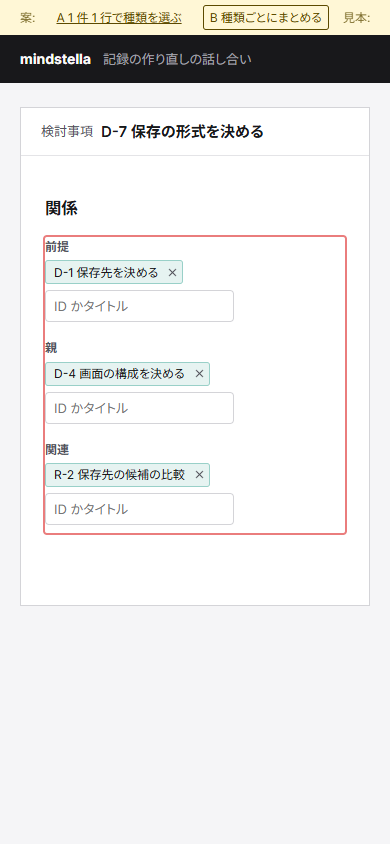 案: A 1 件 1 行で種類を選ぶ B 種類ごとにまとめる 見本:
mindstella 記録の作り直しの話し合い
検討事項 D-7 保存の形式を決める
関係
前提
D-1 保存先を決める ×
ID かタイトル
親
D-4 画面の構成を決める ×
ID かタイトル
関連
R-2 保存先の候補の比較 ×
ID かタイトル